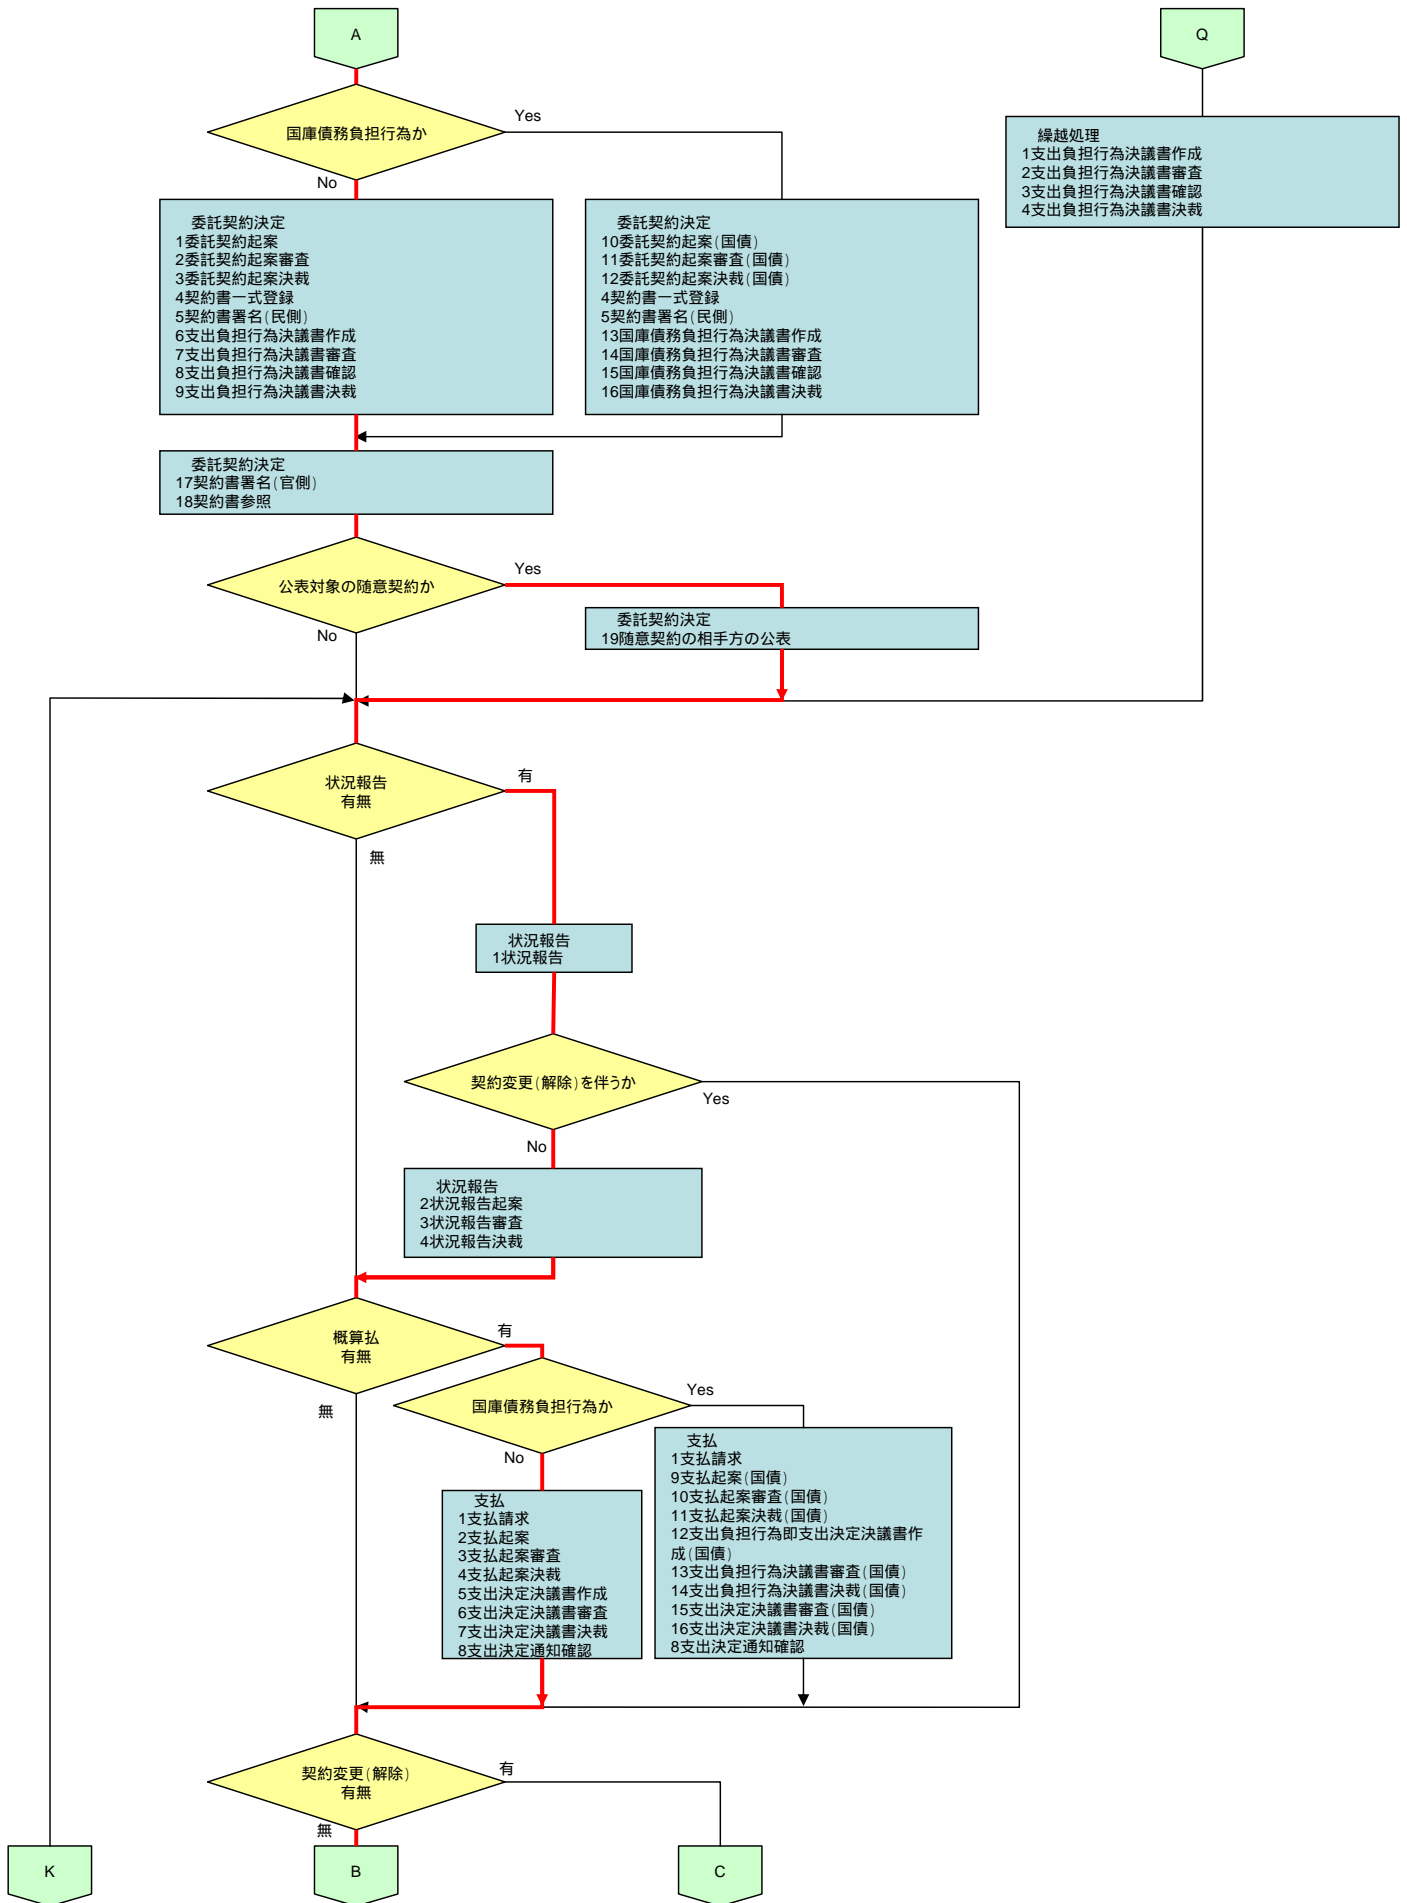 A
Q
国庫債務負担行為か
Yes
No
繰越処理
1支出負担行為決議書作成
2支出負担行為決議書審査
3支出負担行為決議書確認
4支出負担行為決議書決裁
委託契約決定
1委託契約起案
2委託契約起案審査
3委託契約起案決裁
4契約書一式登録
5契約書署名(民側)
6支出負担行為決議書作成
7支出負担行為決議書審査
8支出負担行為決議書確認
9支出負担行為決議書決裁
委託契約決定
10委託契約起案(国債)
11委託契約起案審査(国債)
12委託契約起案決裁(国債)
4契約書一式登録
5契約書署名(民側)
13国庫債務負担行為決議書作成
14国庫債務負担行為決議書審査
15国庫債務負担行為決議書確認
16国庫債務負担行為決議書決裁
委託契約決定
17契約書署名(官側)
18契約書参照
公表対象の随意契約か
Yes
No
委託契約決定
19随意契約の相手方の公表
状況報告
有無
有
無
状況報告
1状況報告
契約変更(解除)を伴うか
Yes
No
状況報告
2状況報告起案
3状況報告審査
4状況報告決裁
概算払
有無
有
無
国庫債務負担行為か
Yes
No
支払
1支払請求
2支払起案
3支払起案審査
4支払起案決裁
5支出決定決議書作成
6支出決定決議書審査
7支出決定決議書決裁
8支出決定通知確認
支払
1支払請求
9支払起案(国債)
10支払起案審査(国債)
11支払起案決裁(国債)
12支出負担行為即支出決定決議書作
成(国債)
13支出負担行為決議書審査(国債)
14支出負担行為決議書決裁(国債)
15支出決定決議書審査(国債)
16支出決定決議書決裁(国債)
8支出決定通知確認
契約変更(解除)
有無
有
無
K
B
C